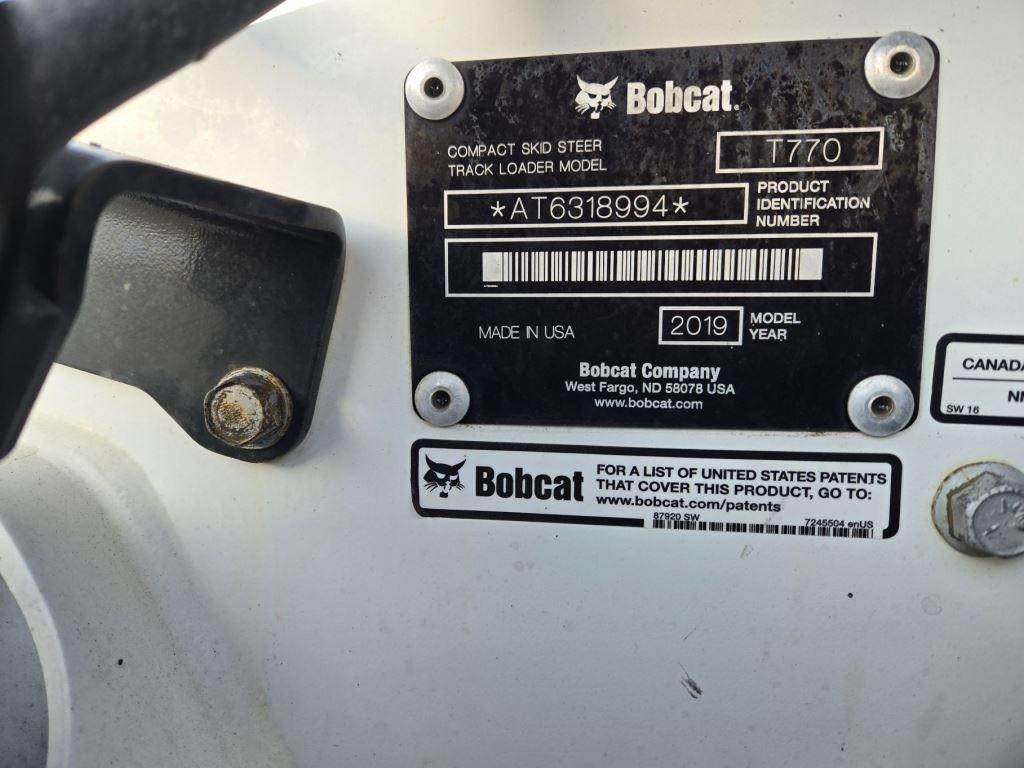 Bobcat.
COMPACT SKID STEER
TRACK LOADER MODEL
T770
*AT6318994*
PRODUCT
IDENTIFICATION
NUMBER
MADE IN USA
2019
MODEL
YEAR
Bobcat Company
West Fargo, ND 58078 USA
www.bobcat.com
CANADA
SW 16
Bobcat
FOR A LIST OF UNITED STATES PATENTS
THAT COVER THIS PRODUCT, GO TO:
www.bobcat.com/patents
87920 SW
7245504 enUS